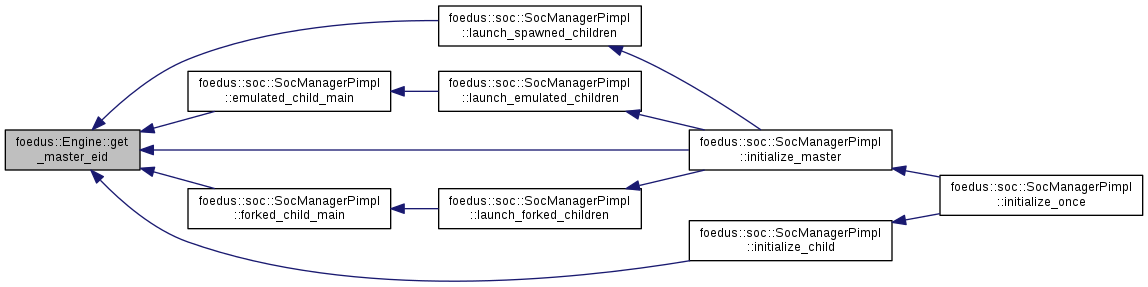 foedus::soc::SocManagerPimpl
::launch_spawned_children
foedus::soc::SocManagerPimpl
::emulated_child_main
foedus::soc::SocManagerPimpl
::launch_emulated_children
foedus::Engine::get
_master_eid
foedus::soc::SocManagerPimpl
::initialize_master
foedus::soc::SocManagerPimpl
::initialize_once
foedus::soc::SocManagerPimpl
::forked_child_main
foedus::soc::SocManagerPimpl
::launch_forked_children
foedus::soc::SocManagerPimpl
::initialize_child